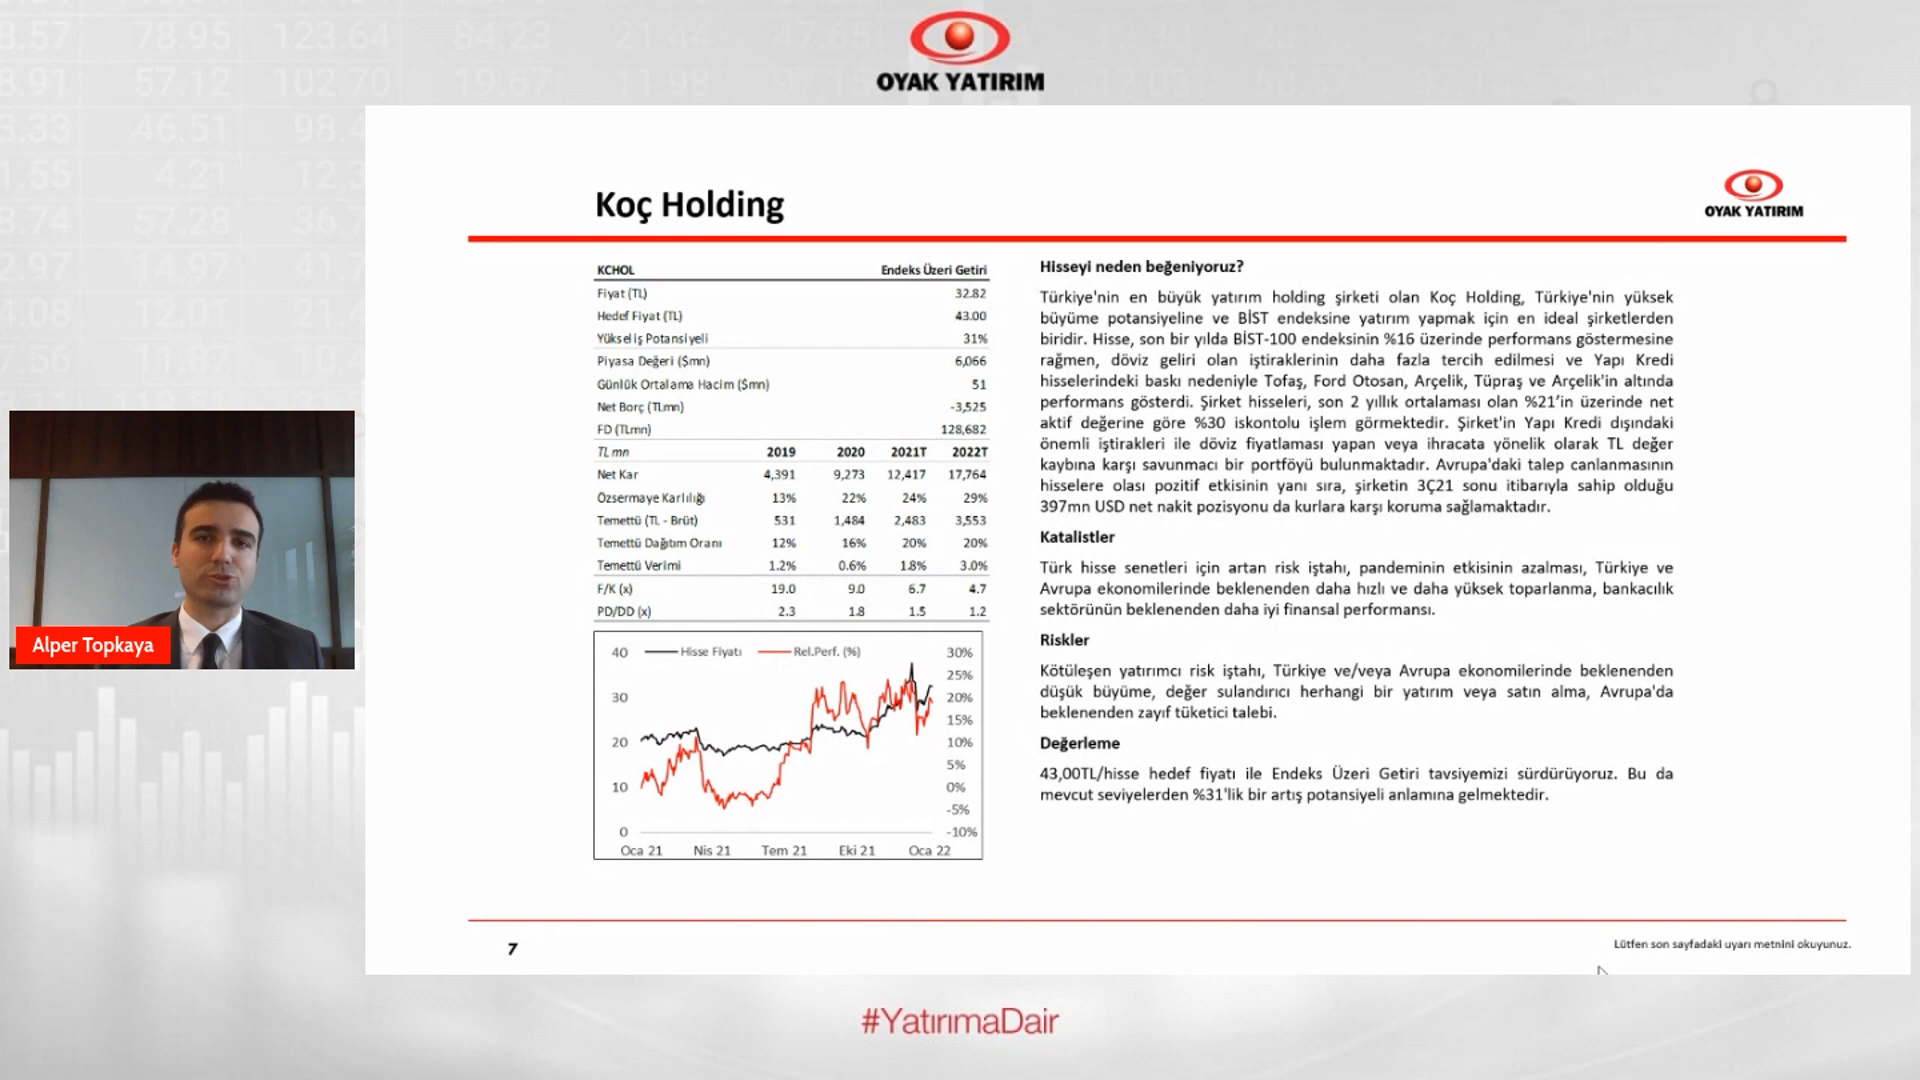 OYAK YATIRIM
Koç Holding
OYAK YATIRIM
KCHOL Endeks Üzeri Getiri
Fiyat (TL) 32.82
Hedef Fiyat (TL) 43.00
Yükseliş Potansiyeli 31%
Piyasa Değeri ($mn) 6,066
Günlük Ortalama Hacim ($mn) 51
Net Borç (TLmn) -3,525
FD (TLmn) 128,682
TL mn 2019 2020 2021T 2022T
Net Kar 4,391 9,273 12,417 17,764
Özsermaye Karlılığı 13% 22% 24% 29%
Temettü (TL - Brüt) 531 1,484 2,483 3,553
Temettü Dağıtım Oranı 12% 16% 20% 20%
Temettü Verimi 1.2% 0.6% 1.8% 3.0%
F/K (x) 19.0 9.0 6.7 4.7
PD/DD (x) 2.3 1.8 1.5 1.2
Hisse Fiyatı Rel.Perf. (%)
40
30
20
10
0
30%
25%
20%
15%
10%
5%
0%
-5%
-10%
Oca 21 Nis 21 Tem 21 Eki 21 Oca 22
Hisseyi neden beğeniyoruz?
Türkiye'nin en büyük yatırım holding şirketi olan Koç Holding, Türkiye'nin yüksek
büyüme potansiyeline ve BİST endeksine yatırım yapmak için en ideal şirketlerden
biridir. Hisse, son bir yılda BİST-100 endeksinin %16 üzerinde performans göstermesine
rağmen, döviz geliri olan iştiraklerinin daha fazla tercih edilmesi ve Yapı Kredi
hisselerindeki baskı nedeniyle Tofaş, Ford Otosan, Arçelik, Tüpraş ve Arçelik'in altında
performans gösterdi. Şirket hisseleri, son 2 yıllık ortalaması olan %21'in üzerinde net
aktif değerine göre %30 iskontolu işlem görmektedir. Şirket'in Yapı Kredi dışındaki
önemli iştirakleri ile döviz fiyatlaması yapan veya ihracata yönelik olarak TL değer
kaybına karşı savunmacı bir portföyü bulunmaktadır. Avrupa'daki talep canlanmasının
hisselere olası pozitif etkisinin yanı sıra, şirketin 3Ç21 sonu itibarıyla sahip olduğu
397mn USD net nakit pozisyonu da kurlara karşı koruma sağlamaktadır.
Katalistler
Türk hisse senetleri için artan risk iştahı, pandeminin etkisinin azalması, Türkiye ve
Avrupa ekonomilerinde beklenenden daha hızlı ve daha yüksek toparlanma, bankacılık
sektörünün beklenenden daha iyi finansal performansı.
Riskler
Kötüleşen yatırımcı risk iştahı, Türkiye ve/veya Avrupa ekonomilerinde beklenenden
düşük büyüme, değer sulandırıcı herhangi bir yatırım veya satın alma, Avrupa'da
beklenenden zayıf tüketici talebi.
Değerleme
43,00TL/hisse hedef fiyatı ile Endeks Üzeri Getiri tavsiyemizi sürdürüyoruz. Bu da
mevcut seviyelerden %31'lik bir artış potansiyeli anlamına gelmektedir.
7
Lütfen son sayfadaki uyarı metnini okuyunuz.
Alper Topkaya
#YatırımaDair